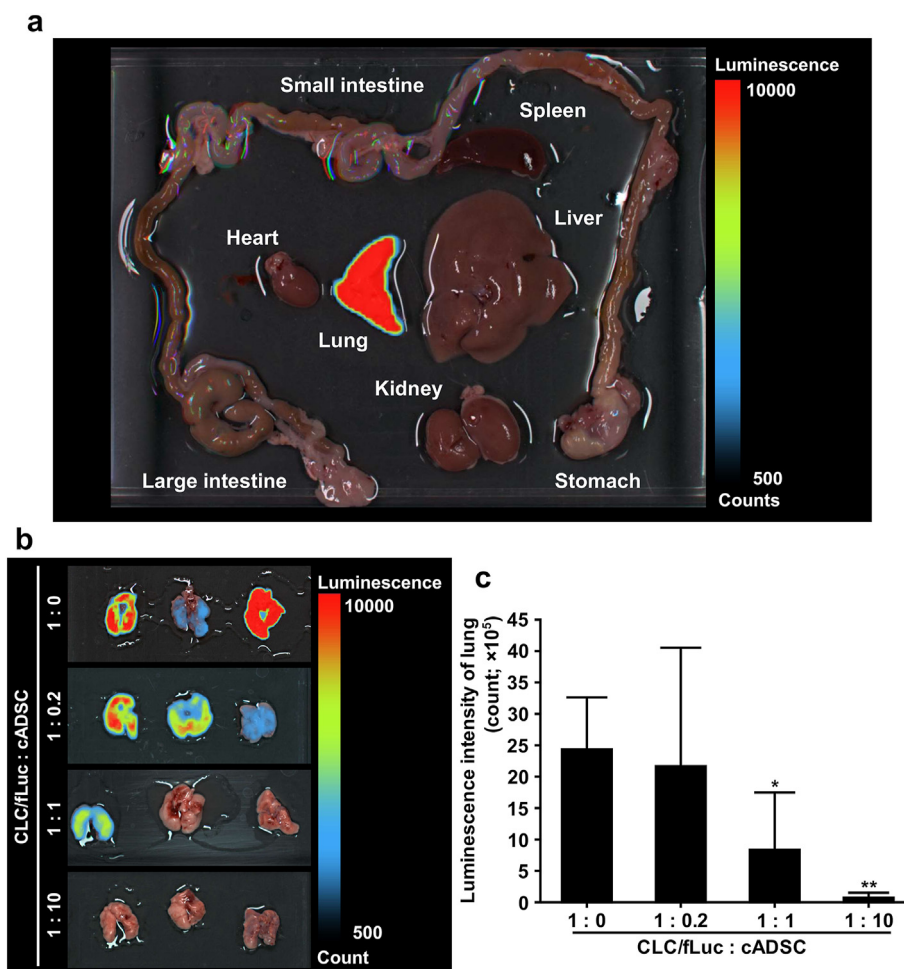 a
Luminescence
10000
Small intestine
Spleen
Liver
Heart
Lung
Kidney
Large intestine
Stomach
500
Counts
b
Luminescence
10000
CLC/fLuc : cADSC
1 : 0
1 : 0.2
1 : 1
1 : 10
500
Count
c
Luminescence intensity of lung
(count; ×10⁵)
45
40
35
30
25
20
15
10
5
0
*
**
1 : 0 1 : 0.2 1 : 1 1 : 10
CLC/fLuc : cADSC